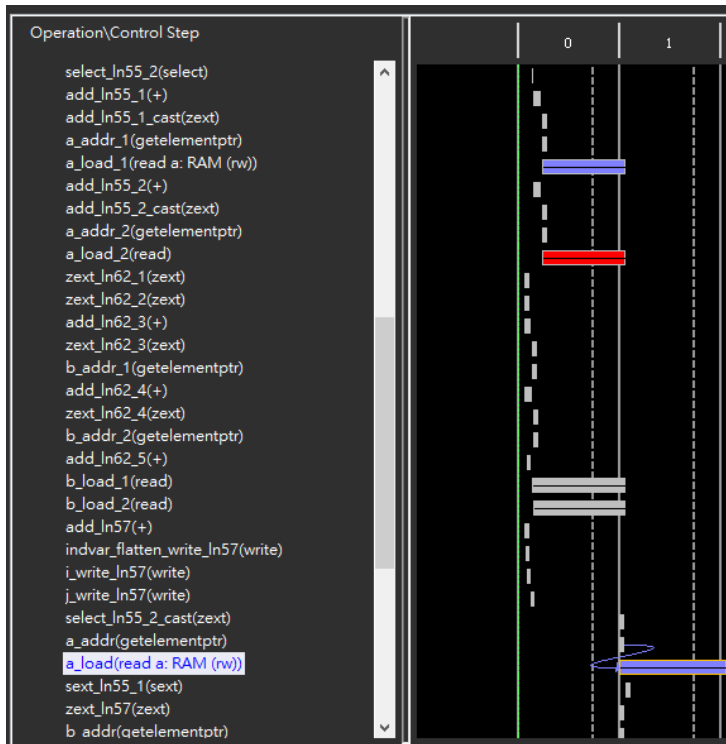 Operation\Control Step
0
1
select_ln55_2(select)
add_ln55_1(+)
add_ln55_1_cast(zext)
a_addr_1(getelementptr)
a_load_1(read a: RAM (rw))
add_ln55_2(+)
add_ln55_2_cast(zext)
a_addr_2(getelementptr)
a_load_2(read)
zext_ln62_1(zext)
zext_ln62_2(zext)
add_ln62_3(+)
zext_ln62_3(zext)
b_addr_1(getelementptr)
add_ln62_4(+)
zext_ln62_4(zext)
b_addr_2(getelementptr)
add_ln62_5(+)
b_load_1(read)
b_load_2(read)
add_ln57(+)
indvar_flatten_write_ln57(write)
i_write_ln57(write)
j_write_ln57(write)
select_ln55_2_cast(zext)
a_addr(getelementptr)
a_load(read a: RAM (rw))
sext_ln55_1(sext)
zext_ln57(zext)
b_addr(getelementptr)